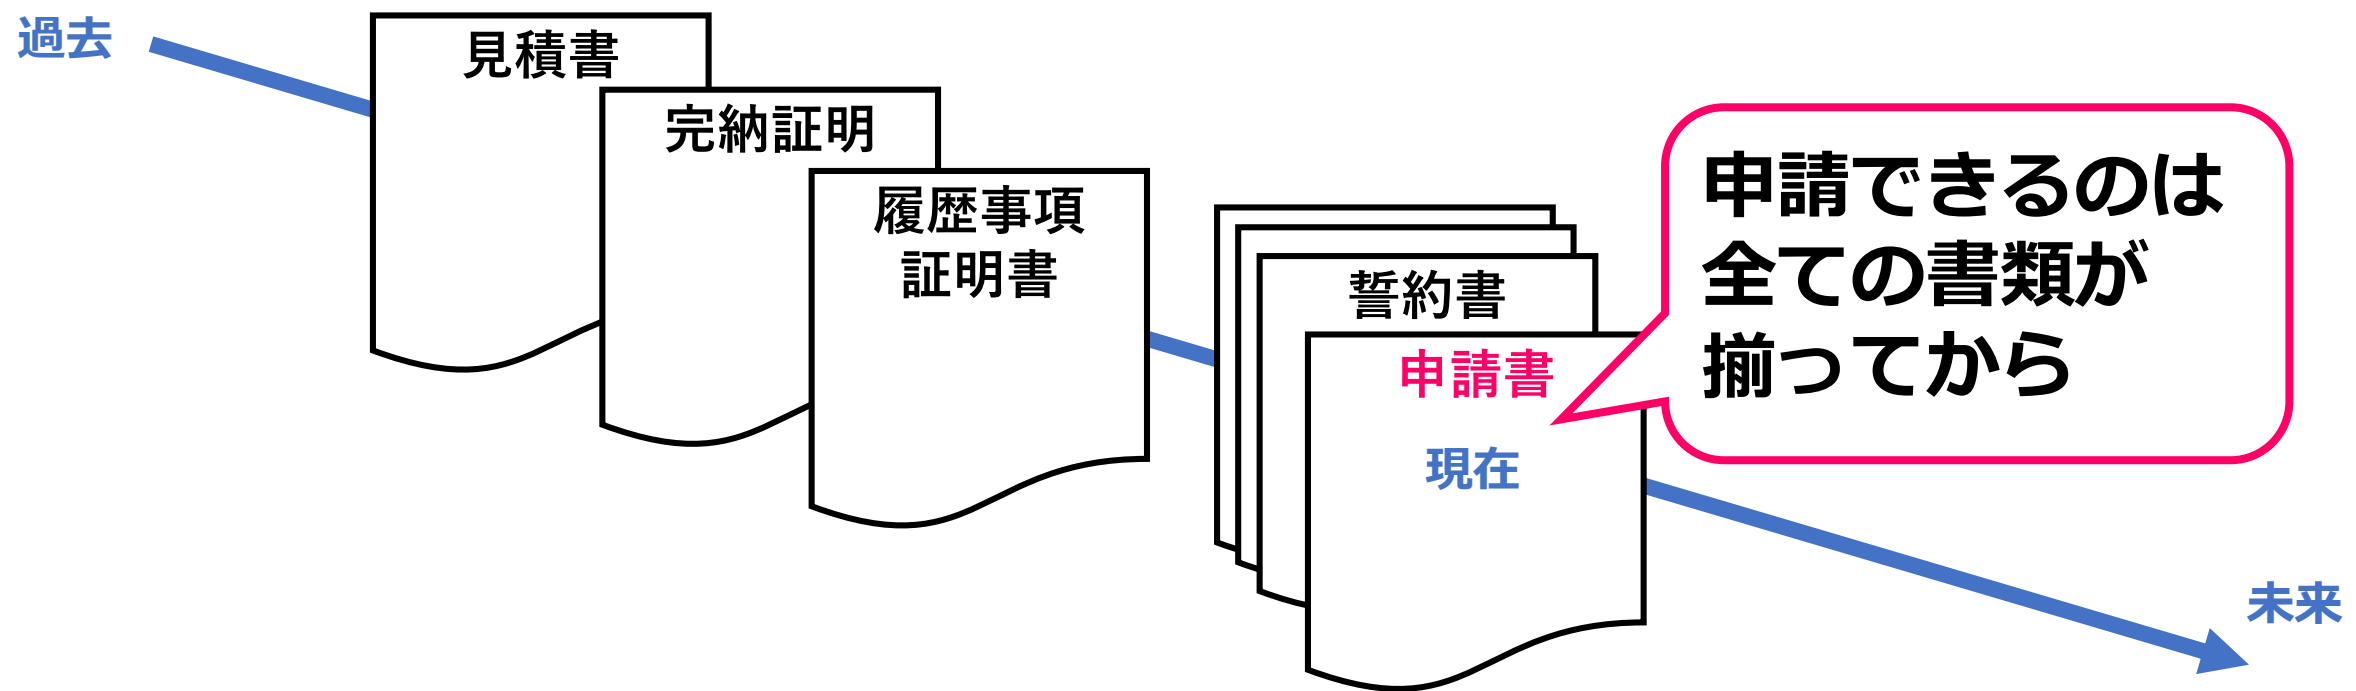 過去
見積書
完納証明
履歴事項
証明書
誓約書
申請書
現在
申請できるのは
全ての書類が
揃ってから
未来